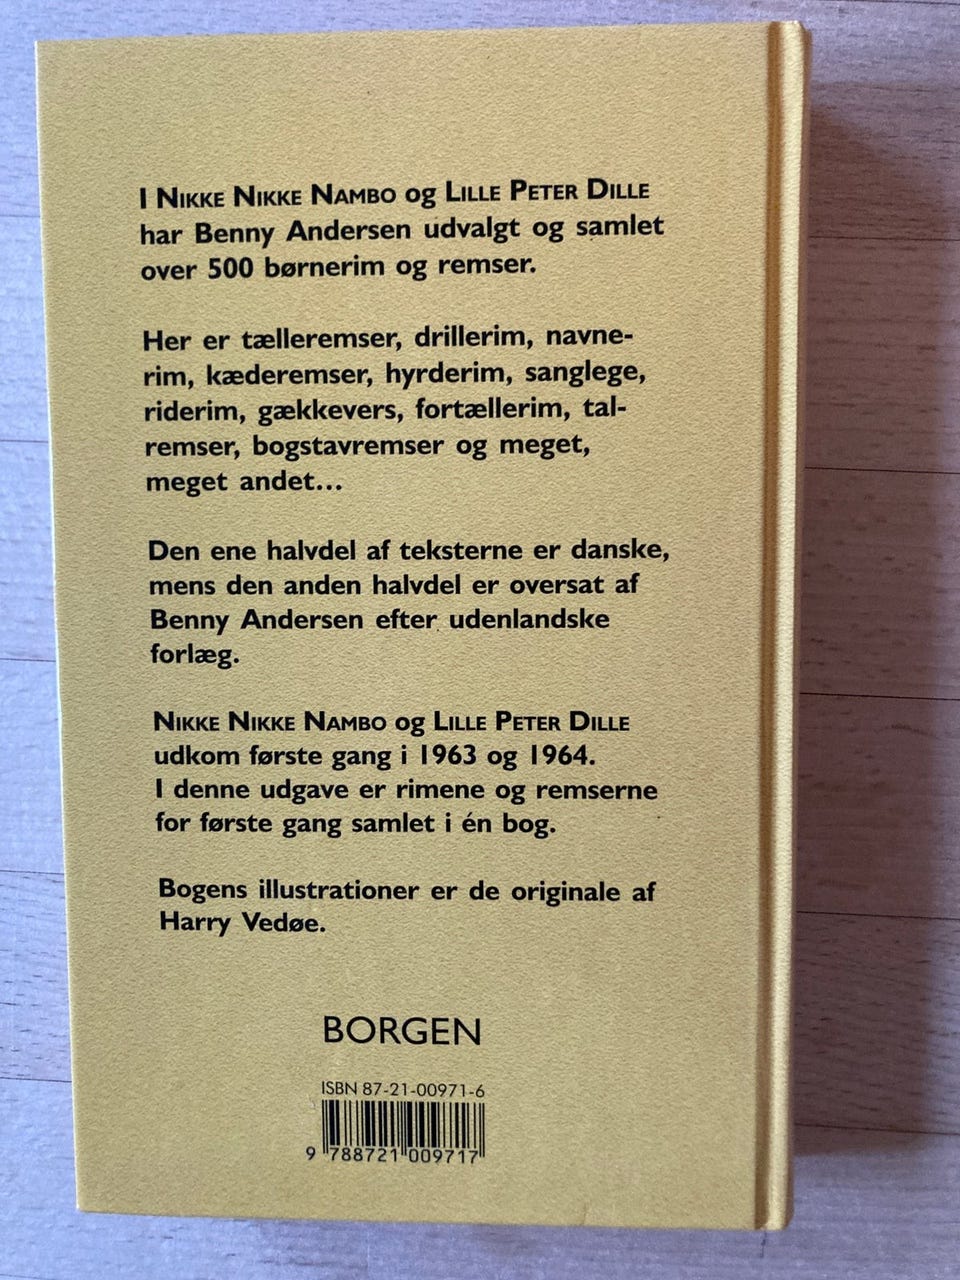 I NIKKE NIKKE NAMBO og LILLE PETER DILLE
har Benny Andersen udvalgt og samlet
over 500 børnerim og remser.
Her er tælleremser, drillerim, navne-
rim, kæderemser, hyrderim, sanglege,
riderim, gækkevers, fortællerim, tal-
remser, bogstavremser og meget,
meget andet...
Den ene halvdel af teksterne er danske,
mens den anden halvdel er oversat af
Benny Andersen efter udenlandske
forlæg.
NIKKE NIKKE NAMBO og LILLE PETER DILLE
udkom første gang i 1963 og 1964.
I denne udgave er rimene og remserne
for første gang samlet i én bog.
Bogens illustrationer er de originale af
Harry Vedøe.
BORGEN
ISBN 87-21-00971-6
9 788721 009717